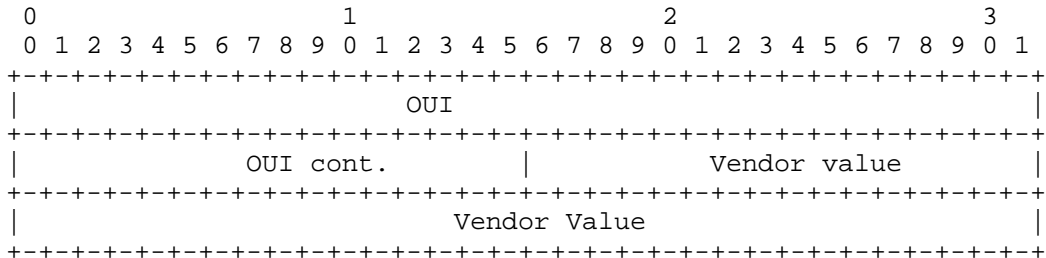 0                   1                   2                   3
 0 1 2 3 4 5 6 7 8 9 0 1 2 3 4 5 6 7 8 9 0 1 2 3 4 5 6 7 8 9 0 1
+-+-+-+-+-+-+-+-+-+-+-+-+-+-+-+-+-+-+-+-+-+-+-+-+-+-+-+-+-+-+-+-+
|                        OUI                                    |
+-+-+-+-+-+-+-+-+-+-+-+-+-+-+-+-+-+-+-+-+-+-+-+-+-+-+-+-+-+-+-+-+
|              OUI cont.        |           Vendor value        |
+-+-+-+-+-+-+-+-+-+-+-+-+-+-+-+-+-+-+-+-+-+-+-+-+-+-+-+-+-+-+-+-+
|                           Vendor Value                        |
+-+-+-+-+-+-+-+-+-+-+-+-+-+-+-+-+-+-+-+-+-+-+-+-+-+-+-+-+-+-+-+-+